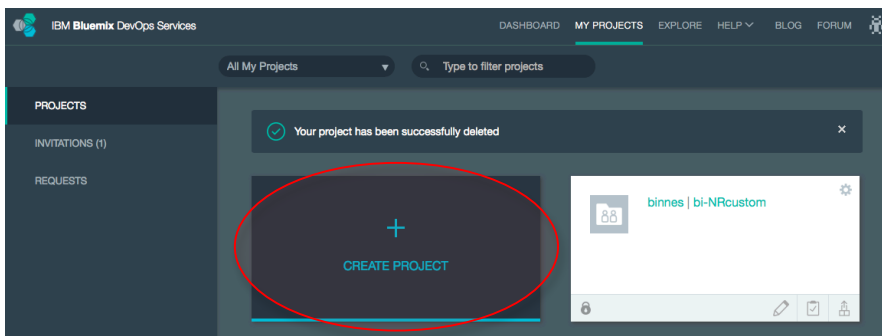 IBM Bluemix DevOps Services
DASHBOARD MY PROJECTS EXPLORE HELP BLOG FORUM
All My Projects Type to filter projects
PROJECTS
INVITATIONS (1)
REQUESTS
Your project has been successfully deleted
CREATE PROJECT
binnes | bi-NRcustom